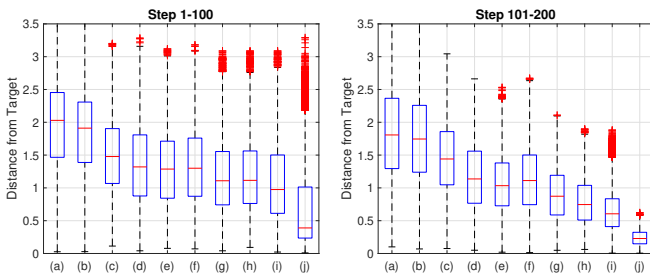 Step 1-100
Distance from Target
3.5
3
2.5
2
1.5
1
0.5
0
(a) (b) (c) (d) (e) (f) (g) (h) (i) (j)
Step 101-200
Distance from Target
3.5
3
2.5
2
1.5
1
0.5
0
(a) (b) (c) (d) (e) (f) (g) (h) (i) (j)